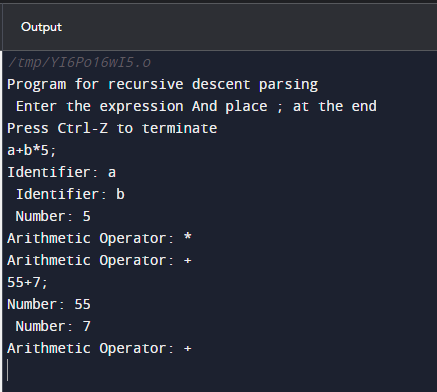 Output
/tmp/YI6Po16wI5.o
Program for recursive descent parsing
Enter the expression And place ; at the end
Press Ctrl-Z to terminate
a+b*5;
Identifier: a
Identifier: b
Number: 5
Arithmetic Operator: *
Arithmetic Operator: +
55+7;
Number: 55
Number: 7
Arithmetic Operator: +